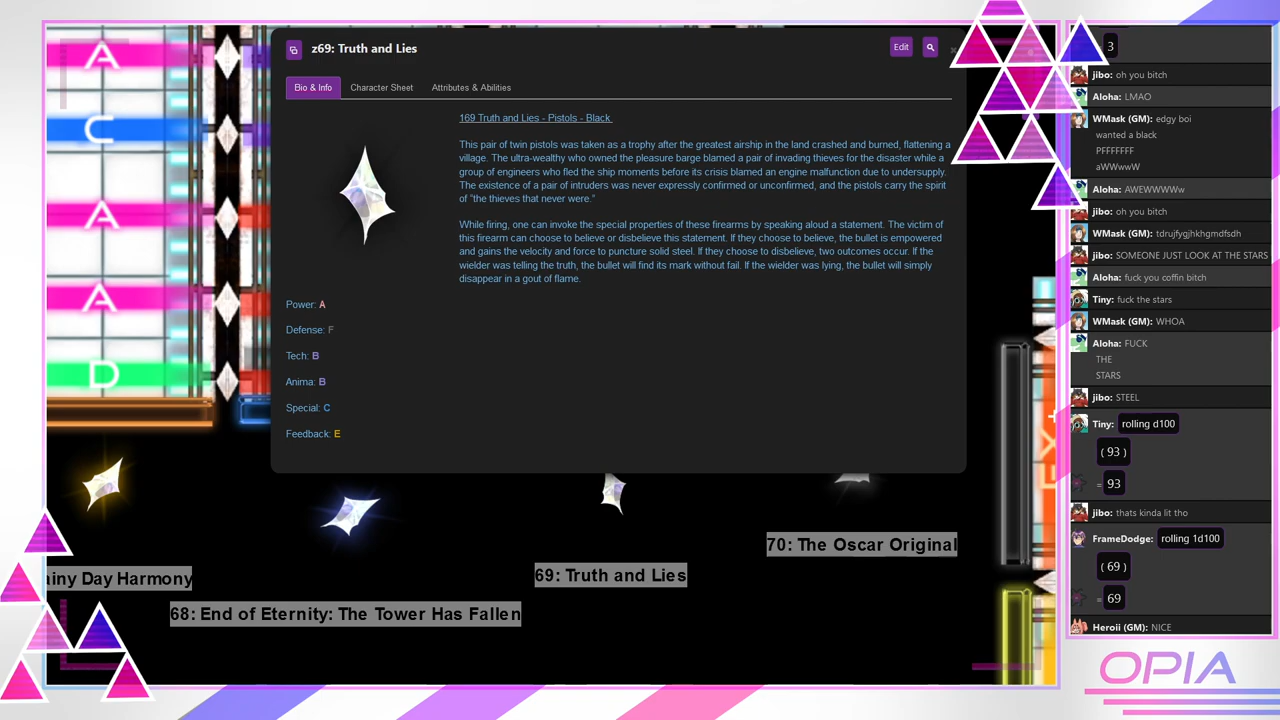 z69: Truth and Lies
Edit
Bio & Info
Character Sheet
Attributes & Abilities
169 Truth and Lies - Pistols - Black
This pair of twin pistols was taken as a trophy after the greatest airship in the land crashed and burned, flattening a
village. The ultra-wealthy who owned the pleasure barge blamed a pair of invading thieves for the disaster while a
group of engineers who fled the ship moments before its crisis blamed an engine malfunction due to undersupply.
The existence of a pair of intruders was never expressly confirmed or unconfirmed, and the pistols carry the spirit
of "the thieves that never were."
While firing, one can invoke the special properties of these firearms by speaking aloud a statement. The victim of
this firearm can choose to believe or disbelieve this statement. If they choose to believe, the bullet is empowered
and gains the velocity and force to puncture solid steel. If they choose to disbelieve, two outcomes occur. If the
wielder was telling the truth, the bullet will find its mark without fail. If the wielder was lying, the bullet will simply
disappear in a gout of flame.
Power: A
Defense: F
Tech: B
Anima: B
Special: C
Feedback: E
A
C
A
A
D
ainy Day Harmony
68: End of Eternity: The Tower Has Fallen
69: Truth and Lies
70: The Oscar Original
3
jibo: oh you bitch
Aloha: LMAO
WMask (GM): edgy boi
wanted a black
PFFFFFFF
aWWwwW
Aloha: AWEWWWWw
jibo: oh you bitch
WMask (GM): tdrujfygjhkhgmdfsdh
jibo: SOMEONE JUST LOOK AT THE STARS
Aloha: fuck you coffin bitch
Tiny: fuck the stars
WMask (GM): WHOA
Aloha: FUCK
THE
STARS
jibo: STEEL
Tiny: rolling d100
( 93 )
= 93
jibo: thats kinda lit tho
FrameDodge: rolling 1d100
( 69 )
= 69
Heroii (GM): NICE
OPIA